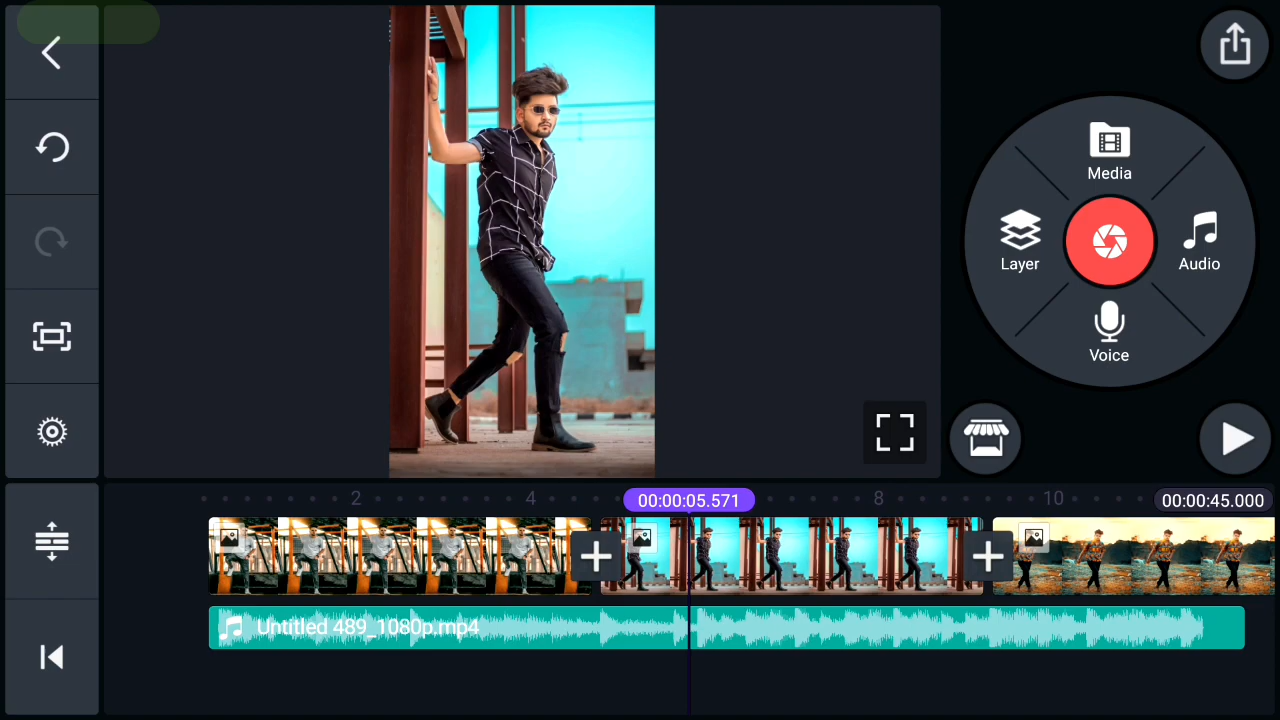 Media
Layer
Audio
Voice
2
4
00:00:05.571
8
10
00:00:45.000
Untitled 489_1080p.mp4